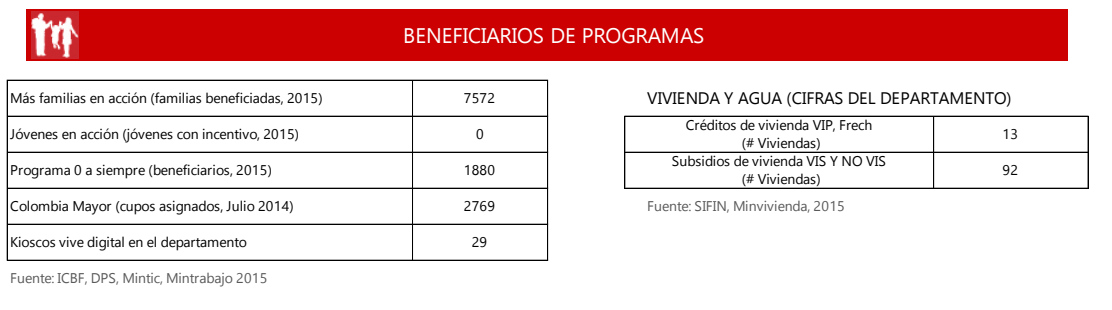 BENEFICIARIOS DE PROGRAMAS
Más familias en acción (familias beneficiadas, 2015) 7572
Jóvenes en acción (jóvenes con incentivo, 2015) 0
Programa 0 a siempre (beneficiarios, 2015) 1880
Colombia Mayor (cupos asignados, Julio 2014) 2769
Kioscos vive digital en el departamento 29
Fuente: ICBF, DPS, Mintic, Mintrabajo 2015
VIVIENDA Y AGUA (CIFRAS DEL DEPARTAMENTO)
Créditos de vivienda VIP, Frech
(# Viviendas) 13
Subsidios de vivienda VIS Y NO VIS
(# Viviendas) 92
Fuente: SIFIN, Minvivienda, 2015